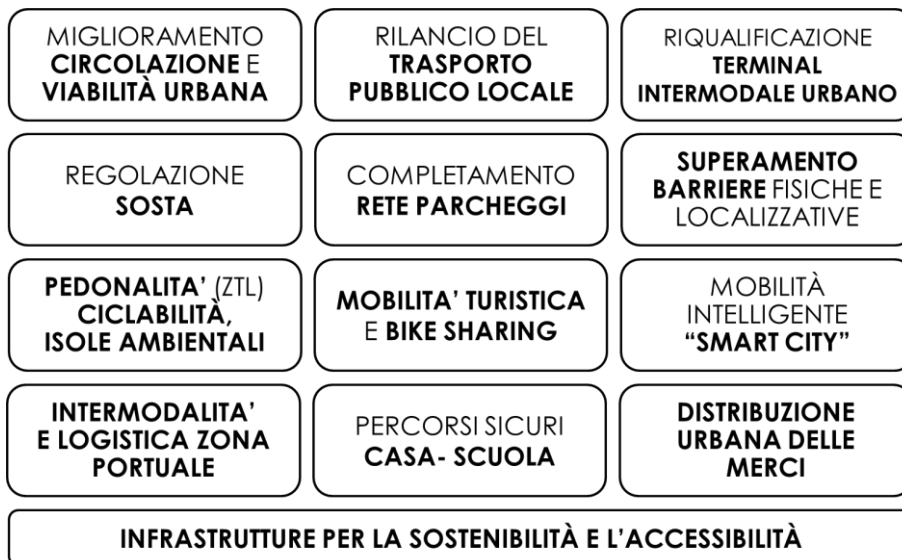 MIGLIORAMENTO
CIRCOLAZIONE E
VIABILITÀ URBANA
RILANCIO DEL
TRASPORTO
PUBBLICO LOCALE
RIQUALIFICAZIONE
TERMINAL
INTERMODALE URBANO
REGOLAZIONE
SOSTA
COMPLETAMENTO
RETE PARCHEGGI
SUPERAMENTO
BARRIERE FISICHE E
LOCALIZZATIVE
PEDONALITA' (ZTL)
CICLABILITÀ,
ISOLE AMBIENTALI
MOBILITA' TURISTICA
E BIKE SHARING
MOBILITÀ
INTELLIGENTE
“SMART CITY”
INTERMODALITA'
E LOGISTICA ZONA
PORTUALE
PERCORSI SICURI
CASA- SCUOLA
DISTRIBUZIONE
URBANA DELLE
MERCI
INFRASTRUTTURE PER LA SOSTENIBILITÀ E L'ACCESSIBILITÀ